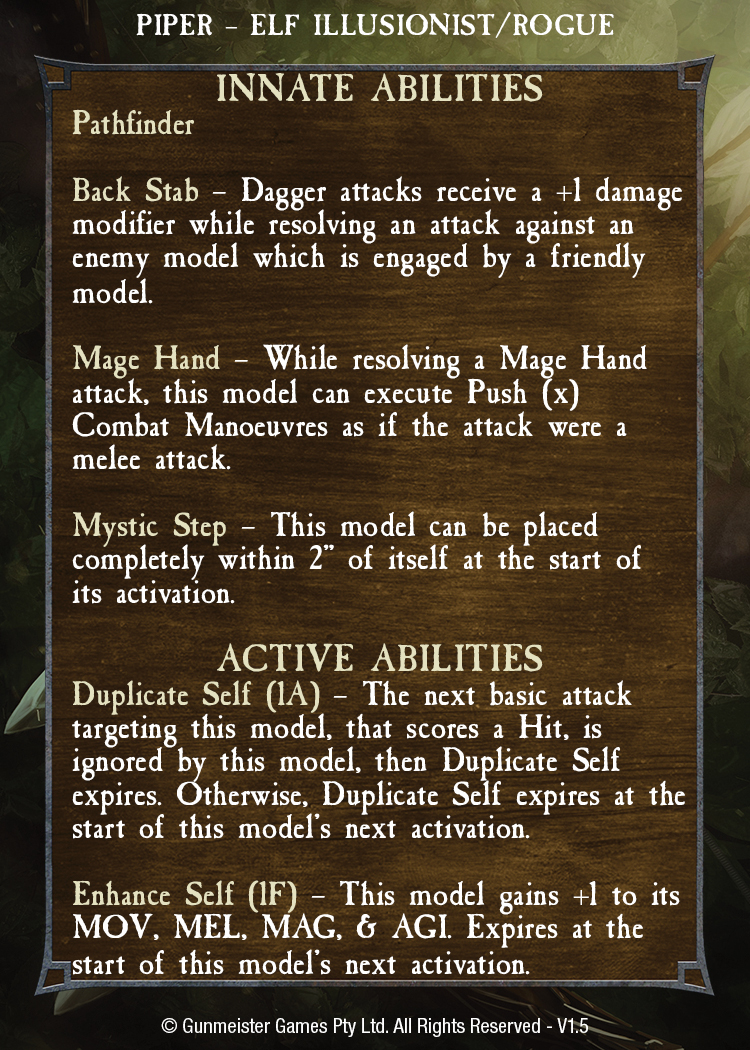 PIPER – ELF ILLUSIONIST/ROGUE
INNATE ABILITIES
Pathfinder
Back Stab – Dagger attacks receive a +1 damage
modifier while resolving an attack against an
enemy model which is engaged by a friendly
model.
Mage Hand – While resolving a Mage Hand
attack, this model can execute Push (x)
Combat Manoeuvres as if the attack were a
melee attack.
Mystic Step – This model can be placed
completely within 2” of itself at the start of
its activation.
ACTIVE ABILITIES
Duplicate Self (1A) – The next basic attack
targeting this model, that scores a Hit, is
ignored by this model, then Duplicate Self
expires. Otherwise, Duplicate Self expires at the
start of this model’s next activation.
Enhance Self (1F) – This model gains +1 to its
MOV, MEL, MAG, & AGI. Expires at the
start of this model’s next activation.
© Gunmeister Games Pty Ltd. All Rights Reserved - V1.5